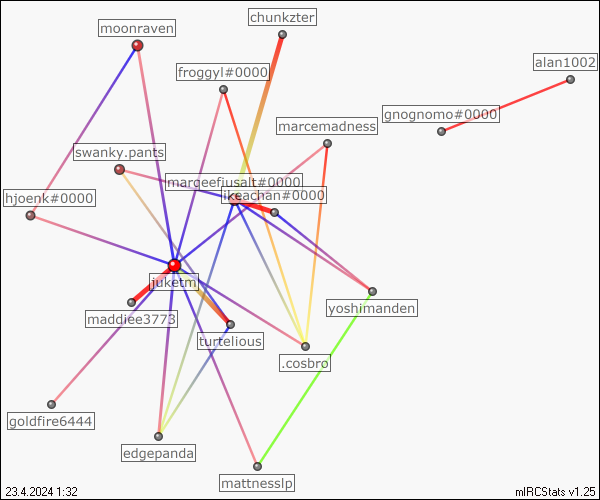 chunkzter
moonraven
alan1002
froggyl#0000
gnognomo#0000
marcemadness
swanky.pants
margeefiusalt#0000
ikeachan#0000
hjoenk#0000
juketm
yoshimanden
maddiee3773
turtelious
.cosbro
goldfire6444
edgepanda
mattnesslp
23.4.2024 1:32
mIRCStats v1.25